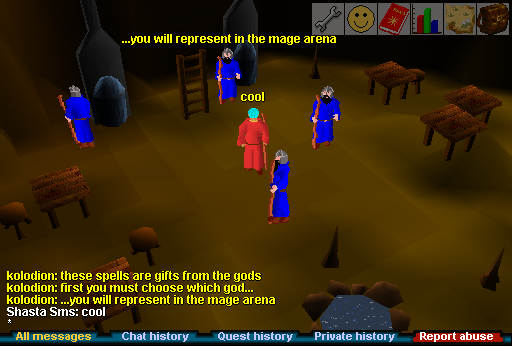 ...you will represent in the mage arena
cool
kolodion: these spells are gifts from the gods
kolodion: first you must choose which god...
kolodion: ...you will represent in the mage arena
Shasta Sms: cool
*
All messages Chat history Quest history Private history Report abuse